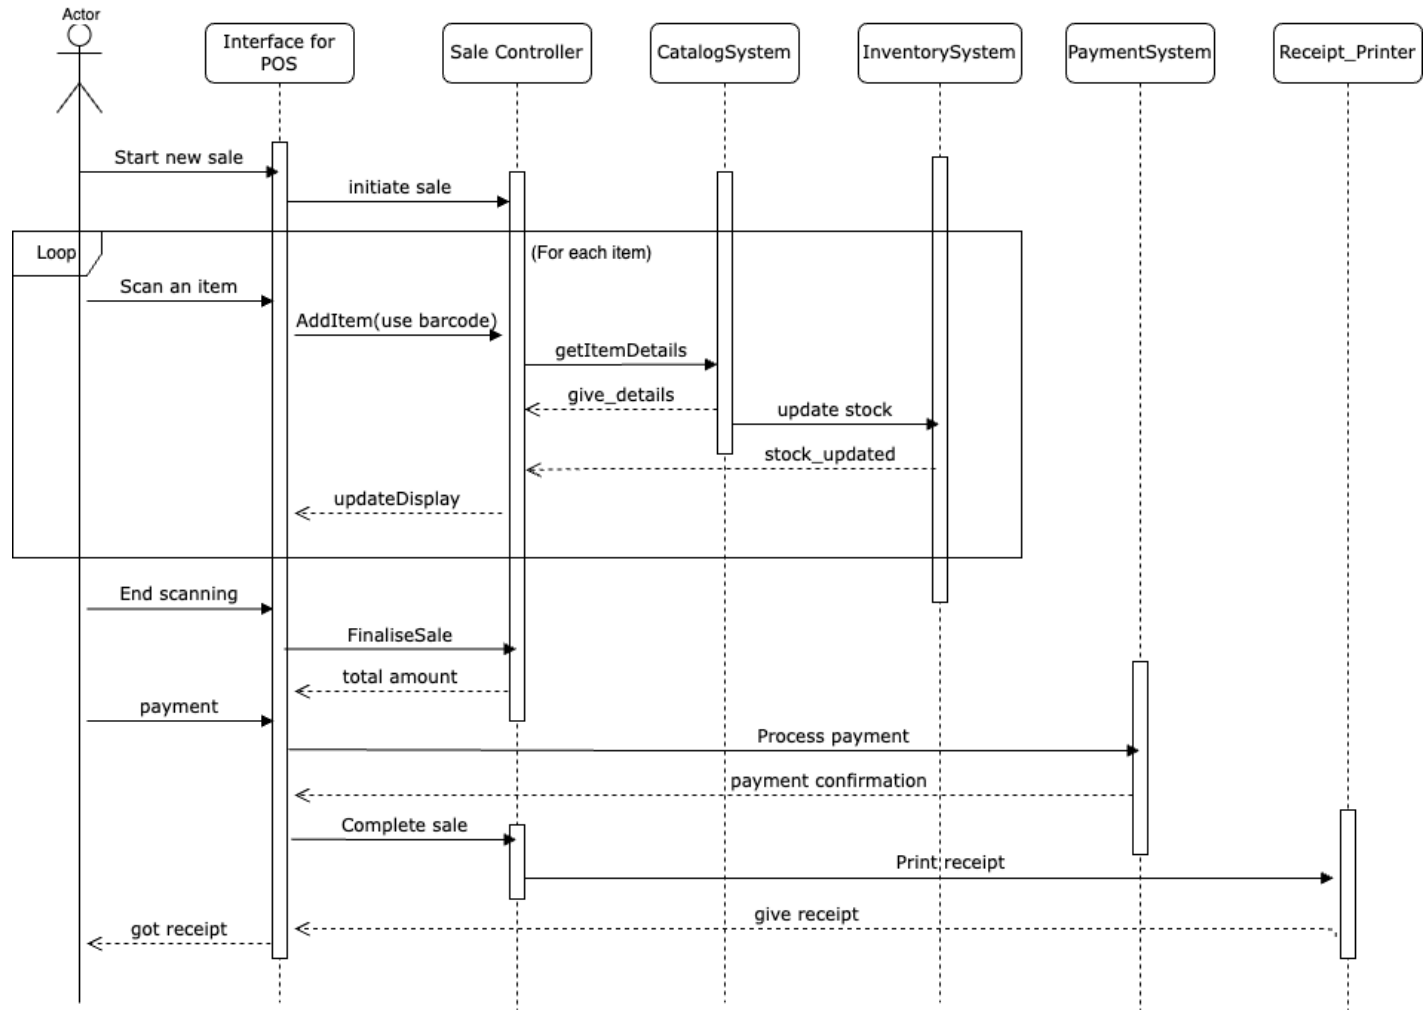 Actor
Interface for
POS
Sale Controller
CatalogSystem
InventorySystem
PaymentSystem
Receipt_Printer
Start new sale
initiate sale
Loop
(For each item)
Scan an item
AddItem(use barcode)
getItemDetails
give_details
update stock
stock_updated
updateDisplay
End scanning
FinaliseSale
total amount
payment
Process payment
payment confirmation
Complete sale
Print receipt
give receipt
got receipt